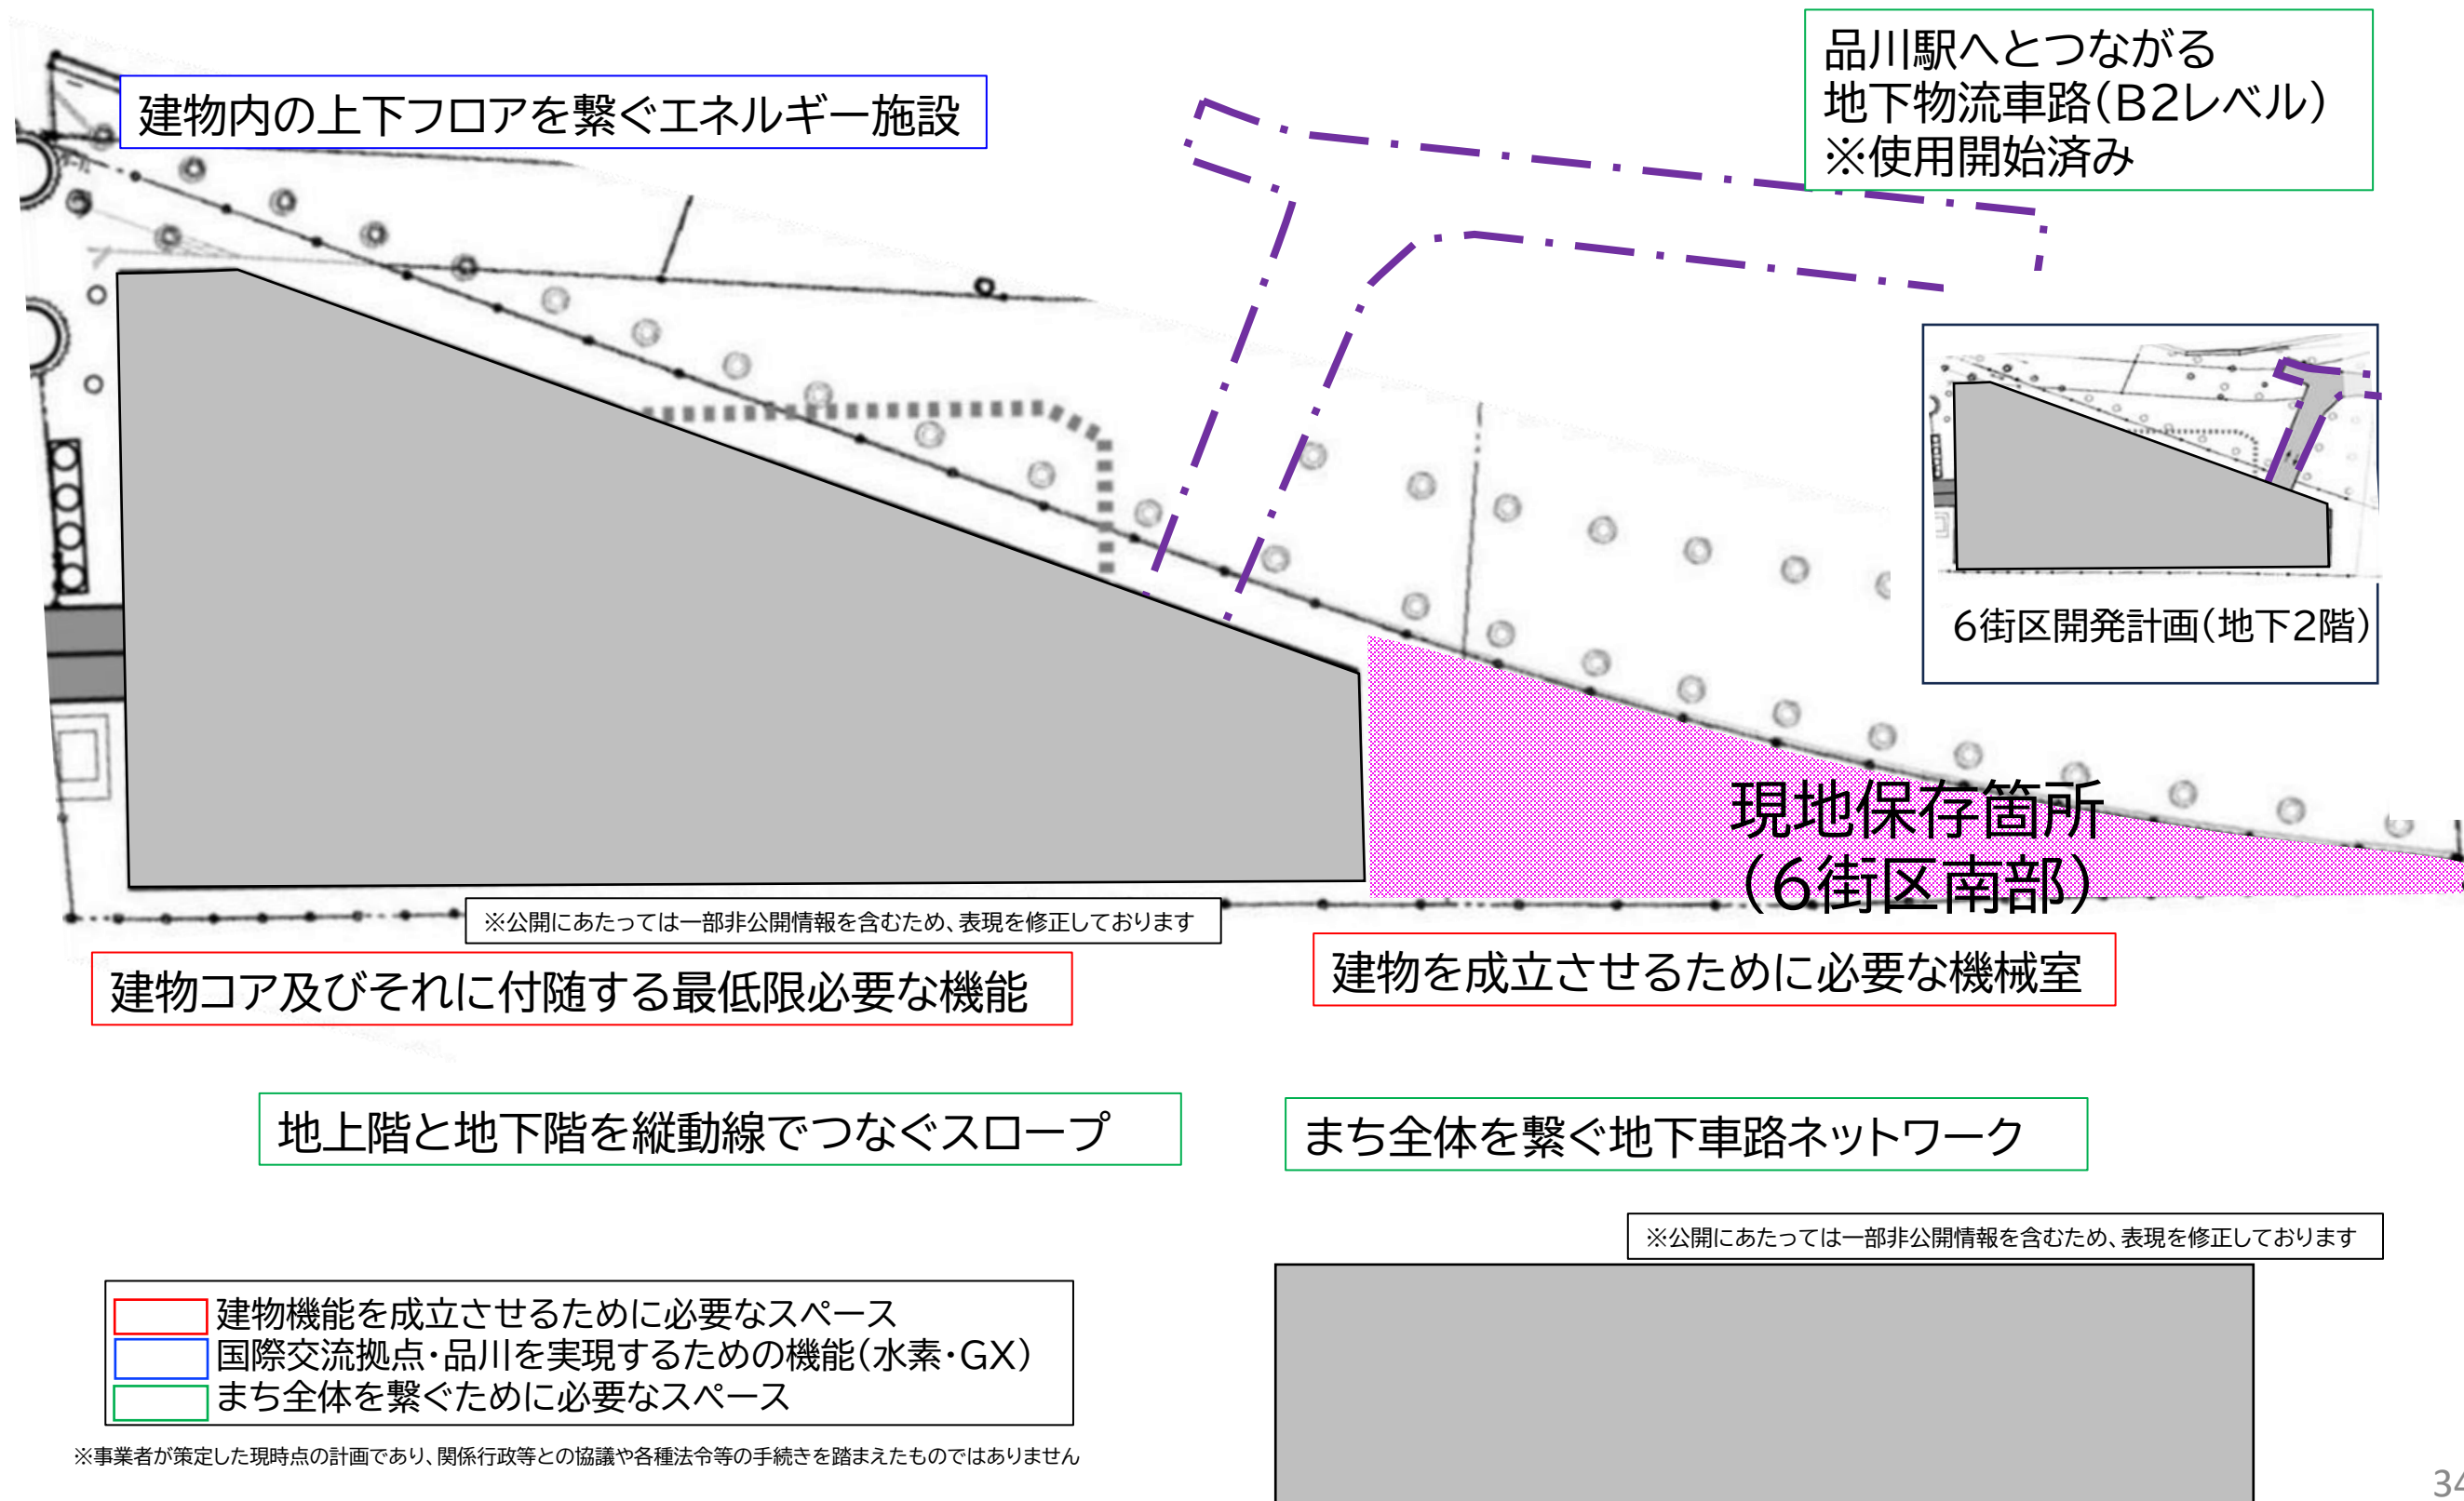 建物内の上下フロアを繋ぐエネルギー施設
品川駅へとつながる
地下物流車路（B2レベル）
※使用開始済み
6街区開発計画（地下2階）
現地保存箇所
（6街区南部）
※公開にあたっては一部非公開情報を含むため、表現を修正しております
建物コア及びそれに付随する最低限必要な機能
建物を成立させるために必要な機械室
地上階と地下階を縦動線でつなぐスロープ
まち全体を繋ぐ地下車路ネットワーク
※公開にあたっては一部非公開情報を含むため、表現を修正しております
建物機能を成立させるために必要なスペース
国際交流拠点・品川を実現するための機能（水素・GX）
まち全体を繋ぐために必要なスペース
※事業者が策定した現時点の計画であり、関係行政等との協議や各種法令等の手続きを踏まえたものではありません
34